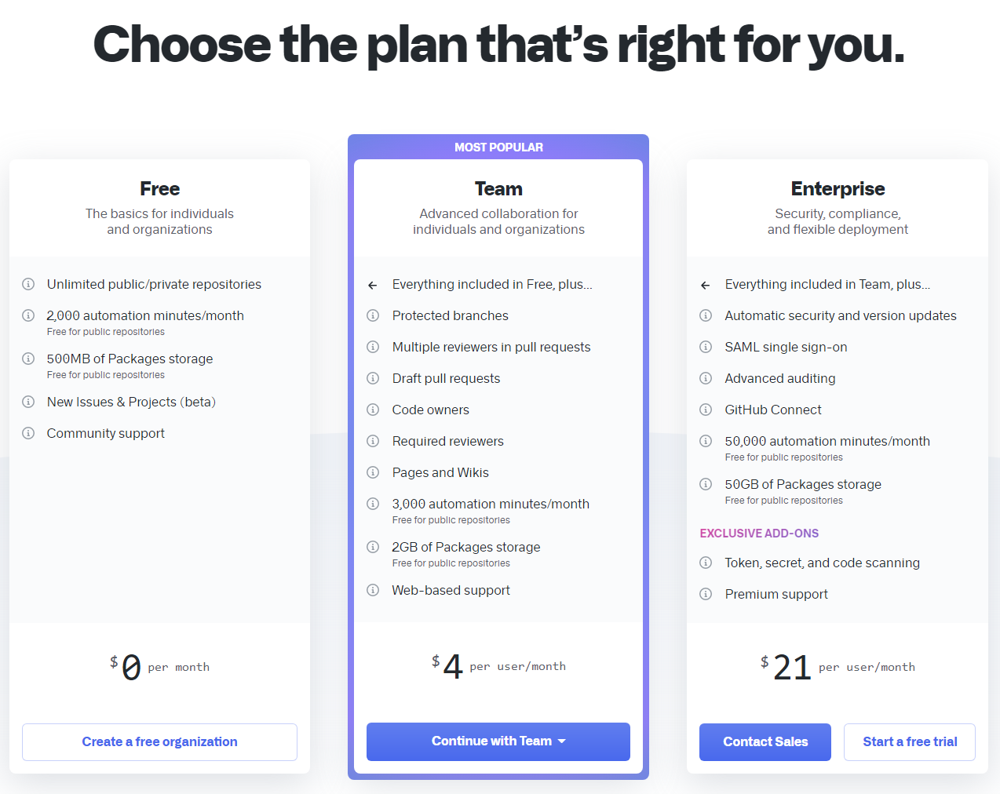 Choose the plan that’s right for you.
Free
The basics for individuals
and organizations
Unlimited public/private repositories
2,000 automation minutes/month
Free for public repositories
500MB of Packages storage
Free for public repositories
New Issues & Projects (beta)
Community support
$0 per month
Create a free organization
MOST POPULAR
Team
Advanced collaboration for
individuals and organizations
Everything included in Free, plus...
Protected branches
Multiple reviewers in pull requests
Draft pull requests
Code owners
Required reviewers
Pages and Wikis
3,000 automation minutes/month
Free for public repositories
2GB of Packages storage
Free for public repositories
Web-based support
$4 per user/month
Continue with Team
Enterprise
Security, compliance,
and flexible deployment
Everything included in Team, plus...
Automatic security and version updates
SAML single sign-on
Advanced auditing
GitHub Connect
50,000 automation minutes/month
Free for public repositories
50GB of Packages storage
Free for public repositories
EXCLUSIVE ADD-ONS
Token, secret, and code scanning
Premium support
$21 per user/month
Contact Sales
Start a free trial